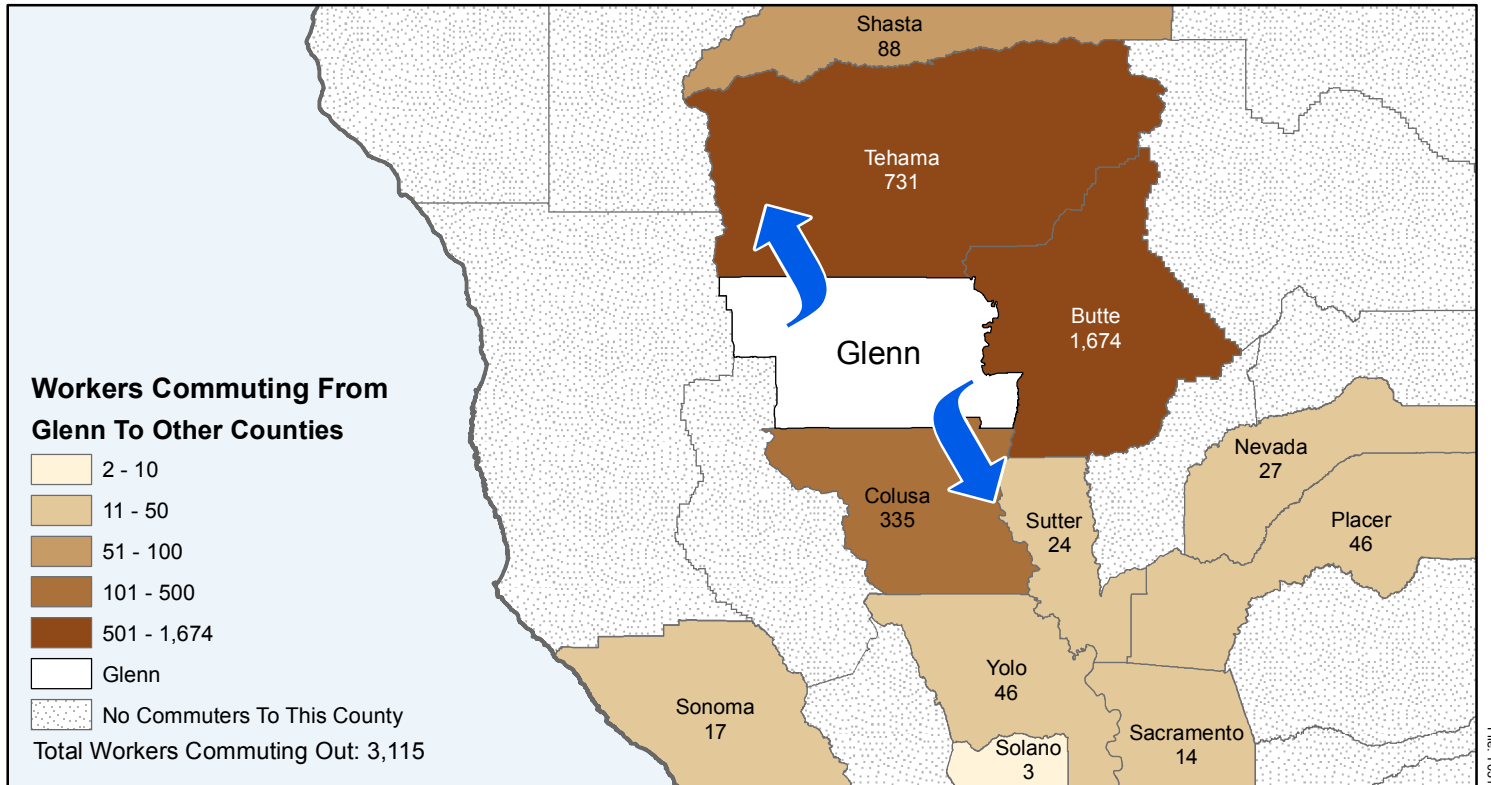 Shasta
88
Tehama
731
Butte
1,674
Glenn
Workers Commuting From
Glenn To Other Counties
2 - 10
11 - 50
51 - 100
101 - 500
501 - 1,674
Glenn
No Commuters To This County
Total Workers Commuting Out: 3,115
Colusa
335
Sutter
24
Nevada
27
Placer
46
Yolo
46
Sonoma
17
Solano
3
Sacramento
14